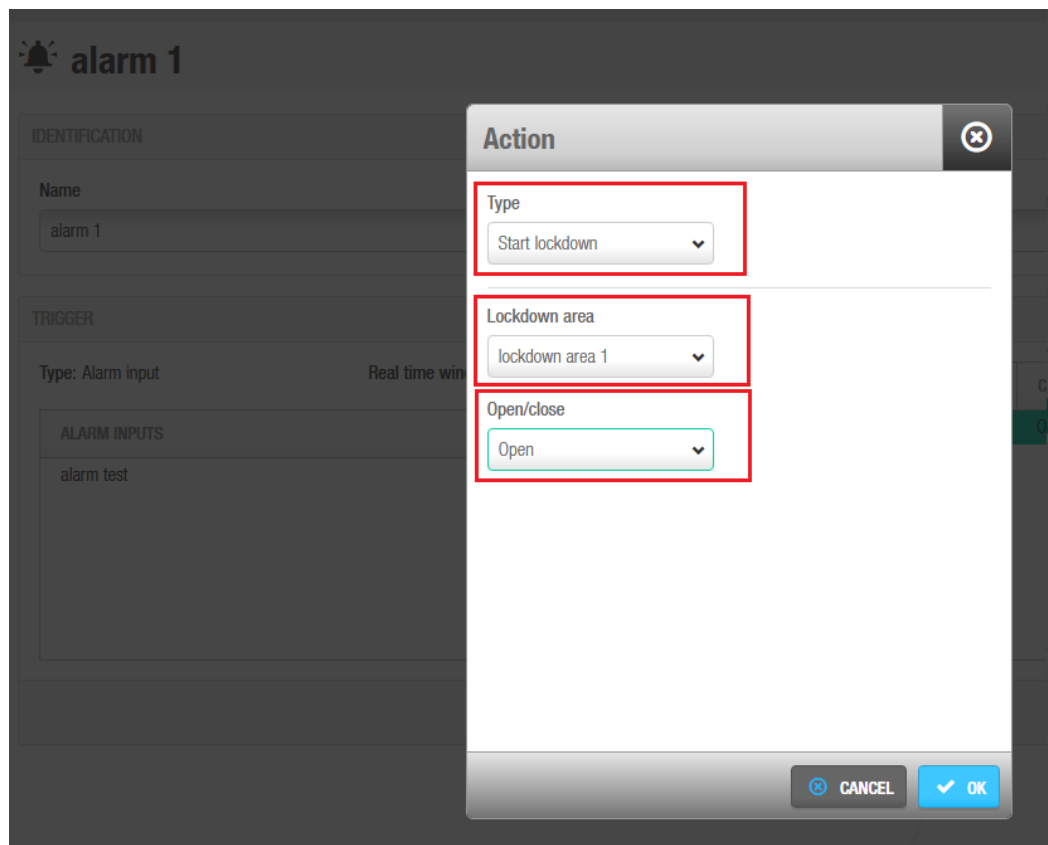 alarm 1
IDENTIFICATION
Name
alarm 1
TRIGGER
Type: Alarm input
Real time win
ALARM INPUTS
alarm test
C
Action
Type
Start lockdown
Lockdown area
lockdown area 1
Open/close
Open
CANCEL
OK